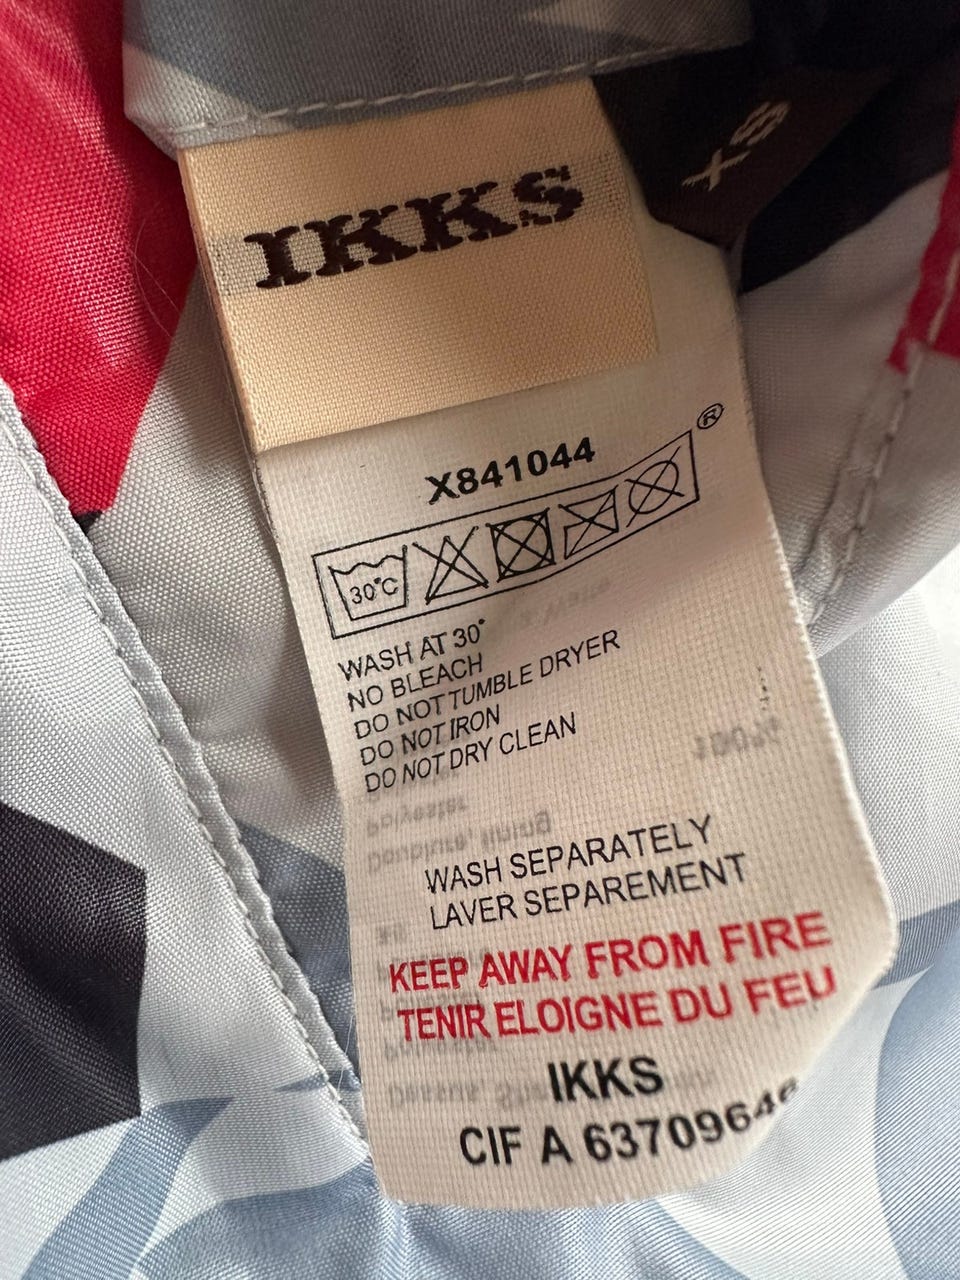 IKKS
XS
X841044
®
30°C
WASH AT 30°
NO BLEACH
DO NOT TUMBLE DRYER
DO NOT IRON
DO NOT DRY CLEAN
WASH SEPARATELY
LAVER SEPAREMENT
KEEP AWAY FROM FIRE
TENIR ELOIGNE DU FEU
IKKS
CIF A